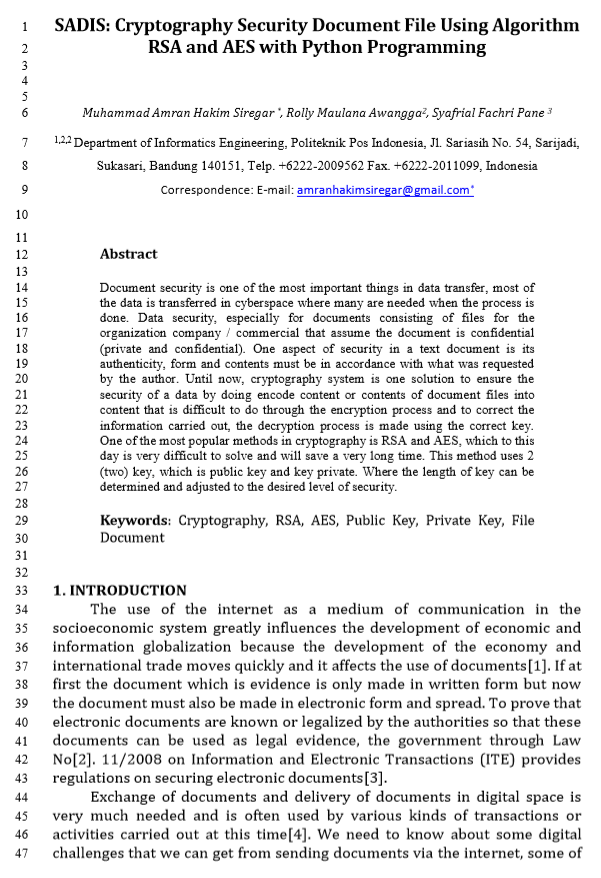 1 SADIS: Cryptography Security Document File Using Algorithm
2 RSA and AES with Python Programming
3
4
5
6 Muhammad Amran Hakim Siregar *, Rolly Maulana Awangga², Syafrial Fachri Pane ³
7 1,2,2 Department of Informatics Engineering, Politeknik Pos Indonesia, Jl. Sariasih No. 54, Sarijadi,
8 Sukasari, Bandung 140151, Telp. +6222-2009562 Fax. +6222-2011099, Indonesia
9 Correspondence: E-mail: amranhakimsiregar@gmail.com*
10
11
12 Abstract
13
14 Document security is one of the most important things in data transfer, most of
15 the data is transferred in cyberspace where many are needed when the process is
16 done. Data security, especially for documents consisting of files for the
17 organization company / commercial that assume the document is confidential
18 (private and confidential). One aspect of security in a text document is its
19 authenticity, form and contents must be in accordance with what was requested
20 by the author. Until now, cryptography system is one solution to ensure the
21 security of a data by doing encode content or contents of document files into
22 content that is difficult to do through the encryption process and to correct the
23 information carried out, the decryption process is made using the correct key.
24 One of the most popular methods in cryptography is RSA and AES, which to this
25 day is very difficult to solve and will save a very long time. This method uses 2
26 (two) key, which is public key and key private. Where the length of key can be
27 determined and adjusted to the desired level of security.
28
29 Keywords: Cryptography, RSA, AES, Public Key, Private Key, File
30 Document
31
32
33 1. INTRODUCTION
34 The use of the internet as a medium of communication in the
35 socioeconomic system greatly influences the development of economic and
36 information globalization because the development of the economy and
37 international trade moves quickly and it affects the use of documents[1]. If at
38 first the document which is evidence is only made in written form but now
39 the document must also be made in electronic form and spread. To prove that
40 electronic documents are known or legalized by the authorities so that these
41 documents can be used as legal evidence, the government through Law
42 No[2]. 11/2008 on Information and Electronic Transactions (ITE) provides
43 regulations on securing electronic documents[3].
44 Exchange of documents and delivery of documents in digital space is
45 very much needed and is often used by various kinds of transactions or
46 activities carried out at this time[4]. We need to know about some digital
47 challenges that we can get from sending documents via the internet, some of